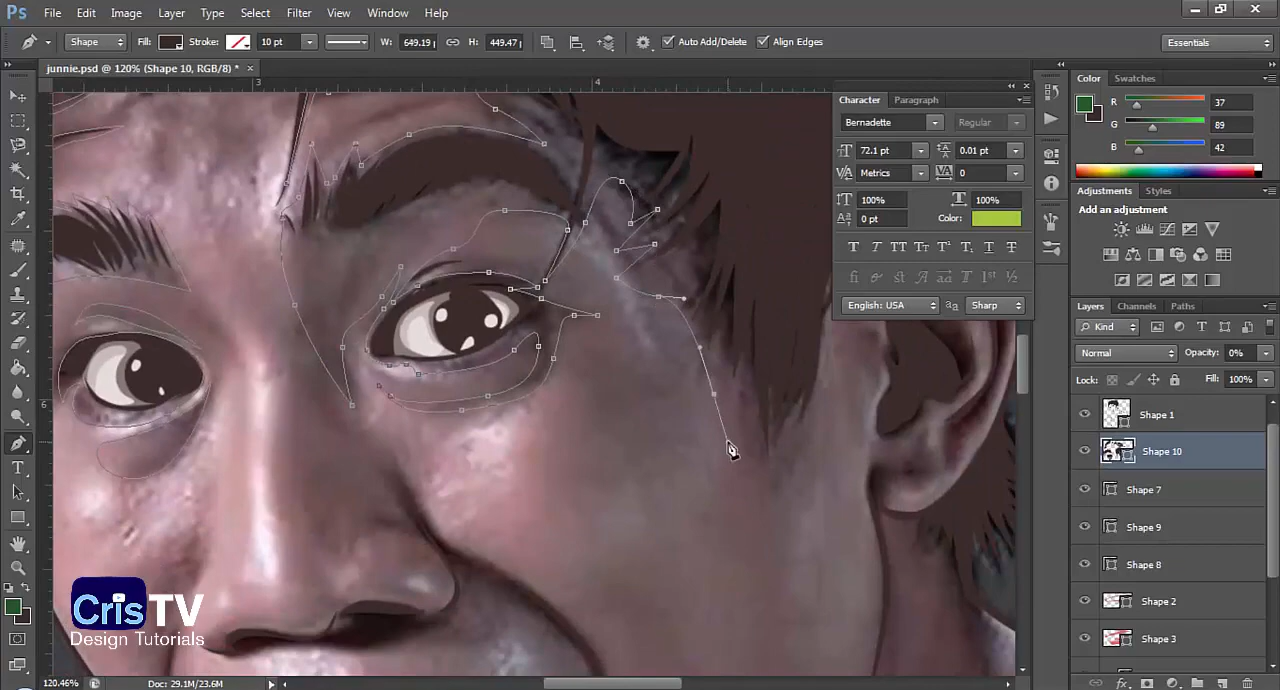 Ps File Edit Image Layer Type Select Filter View Window Help
Shape Fill: Stroke: 10 pt W: 649.19 H: 449.47 Auto Add/Delete Align Edges Essentials
junnie.psd @ 120% (Shape 10, RGB/8) *
3 4
6
Character Paragraph
Bernadette Regular
72.1 pt 0.01 pt
Metrics 0
100% 100%
0 pt Color:
English: USA Sharp
Color Swatches
R 37
G 89
B 42
Adjustments Styles
Add an adjustment
Layers Channels Paths
Kind
Normal Opacity: 0%
Lock: Fill: 100%
Shape 1
Shape 10
Shape 7
Shape 9
Shape 8
Shape 2
Shape 3
CrisTV
Design Tutorials
120.46% Doc: 29.1M/23.6M